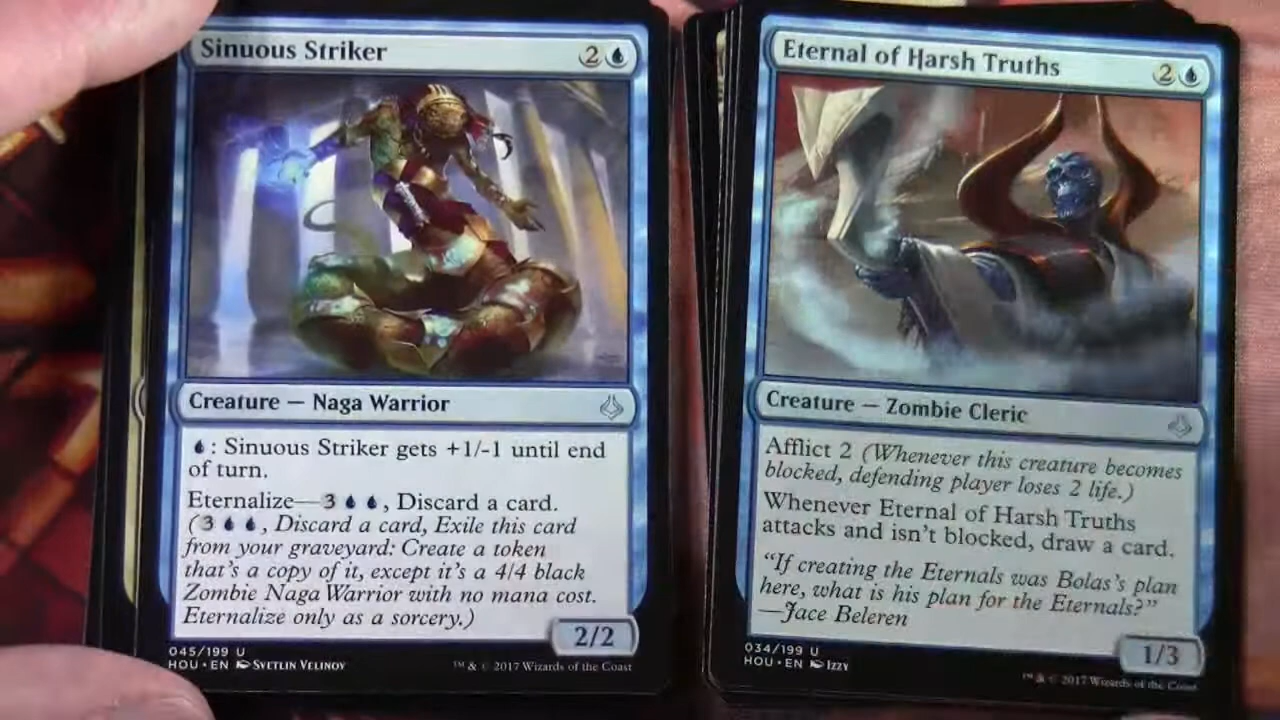 Sinuous Striker
2
Creature — Naga Warrior
: Sinuous Striker gets +1/-1 until end
of turn.
Eternalize—3, Discard a card.
(3, Discard a card, Exile this card
from your graveyard: Create a token
that's a copy of it, except it's a 4/4 black
Zombie Naga Warrior with no mana cost.
Eternalize only as a sorcery.)
2/2
045/199 U
HOU • EN SVETLIN VELINOV
™ & © 2017 Wizards of the Coast
Eternal of Harsh Truths
2
Creature — Zombie Cleric
Afflict 2 (Whenever this creature becomes
blocked, defending player loses 2 life.)
Whenever Eternal of Harsh Truths
attacks and isn't blocked, draw a card.
"If creating the Eternals was Bolas's plan
here, what is his plan for the Eternals?"
—Jace Beleren
1/3
034/199 U
HOU • EN IZZY
™ & © 2017 Wizards of the Coast